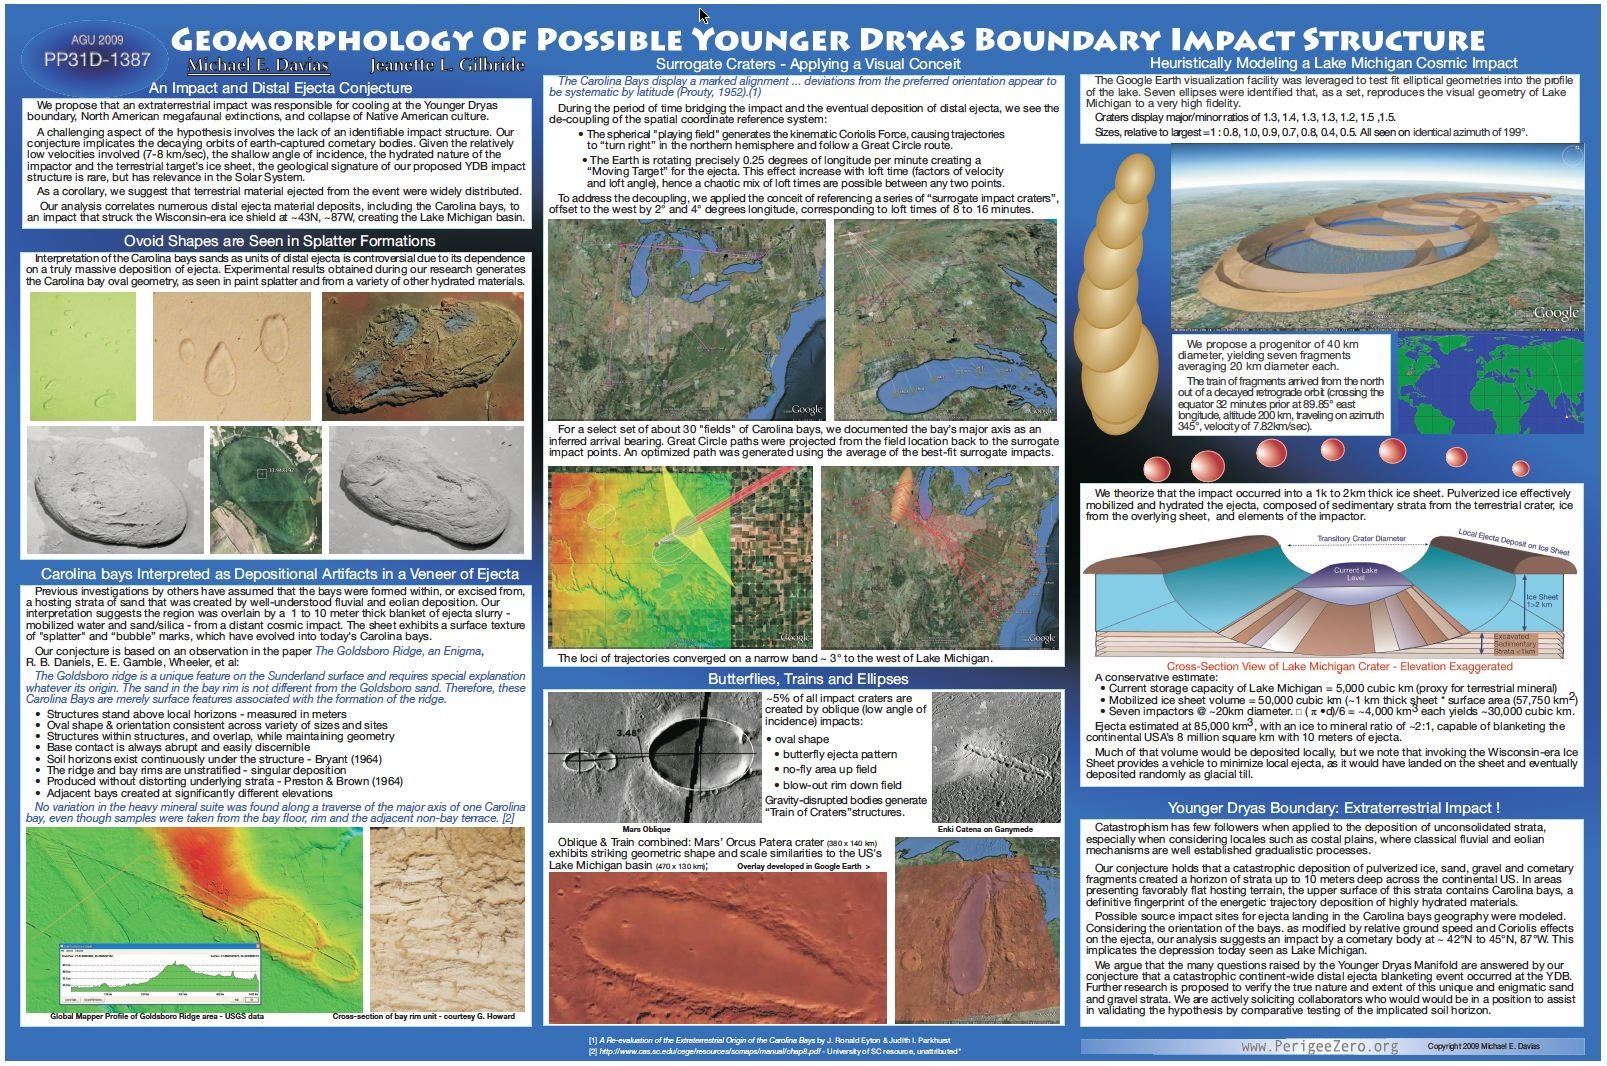 AGU 2009
PP31D-1387
GEOMORPHOLOGY OF POSSIBLE YOUNGER DRYAS BOUNDARY IMPACT STRUCTURE
Michael E. Davias Jeanette L. Gilbride
An Impact and Distal Ejecta Conjecture
We propose that an extraterrestrial impact was responsible for cooling at the Younger Dryas
boundary, North American megafaunal extinctions, and collapse of Native American culture.
A challenging aspect of the hypothesis involves the lack of an identifiable impact structure. Our
conjecture implicates the decaying orbits of earth-captured cometary bodies. Given the relatively
low velocities involved (7-8 km/sec), the shallow angle of incidence, the hydrated nature of the
impactor and the terrestrial target's ice sheet, the geological signature of our proposed YDB impact
structure is rare, but has relevance in the Solar System.
As a corollary, we suggest that terrestrial material ejected from the event were widely distributed.
Our analysis correlates numerous distal ejecta material deposits, including the Carolina bays, to
an impact that struck the Wisconsin-era ice shield at ~43N, ~87W, creating the Lake Michigan basin.
Ovoid Shapes are Seen in Splatter Formations
Interpretation of the Carolina bays sands as units of distal ejecta is controversial due to its dependence
on a truly massive deposition of ejecta. Experimental results obtained during our research generates
the Carolina bay oval geometry, as seen in paint splatter and from a variety of other hydrated materials.
Carolina bays Interpreted as Depositional Artifacts in a Veneer of Ejecta
Previous investigations by others have assumed that the bays were formed within, or excised from,
a hosting strata of sand that was created by well-understood fluvial and eolian deposition. Our
interpretation suggests the region was overlain by a 1 to 10 meter thick blanket of ejecta slurry -
mobilized water and sand/silica - from a distant cosmic impact. The sheet exhibits a surface texture
of "splatter" and "bubble" marks, which have evolved into today's Carolina bays.
Our conjecture is based on an observation in the paper The Goldsboro Ridge, an Enigma,
R. B. Daniels, E. E. Gamble, Wheeler, et al:
The Goldsboro ridge is a unique feature on the Sunderland surface and requires special explanation
whatever its origin. The sand in the bay rim is not different from the Goldsboro sand. Therefore, these
Carolina Bays are merely surface features associated with the formation of the ridge.
• Structures stand above local horizons - measured in meters
• Oval shape & orientation consistent across variety of sizes and sites
• Structures within structures, and overlap, while maintaining geometry
• Base contact is always abrupt and easily discernible
• Soil horizons exist continuously under the structure - Bryant (1964)
• The ridge and bay rims are unstratified - singular deposition
• Produced without distorting underlying strata - Preston & Brown (1964)
• Adjacent bays created at significantly different elevations
No variation in the heavy mineral suite was found along a traverse of the major axis of one Carolina
bay, even though samples were taken from the bay floor, rim and the adjacent non-bay terrace. [2]
Global Mapper Profile of Goldsboro Ridge area - USGS data
Cross-section of bay rim unit - courtesy G. Howard
Surrogate Craters - Applying a Visual Conceit
The Carolina Bays display a marked alignment ... deviations from the preferred orientation appear to
be systematic by latitude (Prouty, 1952).(1)
During the period of time bridging the impact and the eventual deposition of distal ejecta, we see the
de-coupling of the spatial coordinate reference system:
• The spherical "playing field" generates the kinematic Coriolis Force, causing trajectories
to "turn right" in the northern hemisphere and follow a Great Circle route.
• The Earth is rotating precisely 0.25 degrees of longitude per minute creating a
"Moving Target" for the ejecta. This effect increase with loft time (factors of velocity
and loft angle), hence a chaotic mix of loft times are possible between any two points.
To address the decoupling, we applied the conceit of referencing a series of "surrogate impact craters",
offset to the west by 2° and 4° degrees longitude, corresponding to loft times of 8 to 16 minutes.
Google
Google
For a select set of about 30 "fields" of Carolina bays, we documented the bay's major axis as an
inferred arrival bearing. Great Circle paths were projected from the field location back to the surrogate
impact points. An optimized path was generated using the average of the best-fit surrogate impacts.
Google
Google
The loci of trajectories converged on a narrow band ~ 3° to the west of Lake Michigan.
Butterflies, Trains and Ellipses
3.48°
~5% of all impact craters are
created by oblique (low angle of
incidence) impacts:
• oval shape
• butterfly ejecta pattern
• no-fly area up field
• blow-out rim down field
Gravity-disrupted bodies generate
"Train of Craters"structures.
Mars Oblique
Enki Catena on Ganymede
Oblique & Train combined: Mars' Orcus Patera crater (380 x 140 km)
exhibits striking geometric shape and scale similarities to the US's
Lake Michigan basin (470 x 130 km); Overlay developed in Google Earth >
[1] A Re-evaluation of the Extraterrestrial Origin of the Carolina Bays by J. Ronald Eyton & Judith I. Parkhurst
[2] http://www.cas.sc.edu/cege/resources/scmaps/manual/chap8.pdf - University of SC resource, unattributed"
Heuristically Modeling a Lake Michigan Cosmic Impact
The Google Earth visualization facility was leveraged to test fit elliptical geometries into the profile
of the lake. Seven ellipses were identified that, as a set, reproduces the visual geometry of Lake
Michigan to a very high fidelity.
Craters display major/minor ratios of 1.3, 1.4, 1.3, 1.3, 1.2, 1.5 ,1.5.
Sizes, relative to largest =1 : 0.8, 1.0, 0.9, 0.7, 0.8, 0.4, 0.5. All seen on identical azimuth of 199°.
Google
We propose a progenitor of 40 km
diameter, yielding seven fragments
averaging 20 km diameter each.
The train of fragments arrived from the north
out of a decayed retrograde orbit (crossing the
equator 32 minutes prior at 89.85° east
longitude, altitude 200 km, traveling on azimuth
345°, velocity of 7.82km/sec).
We theorize that the impact occurred into a 1k to 2km thick ice sheet. Pulverized ice effectively
mobilized and hydrated the ejecta, composed of sedimentary strata from the terrestrial crater, ice
from the overlying sheet, and elements of the impactor.
Transitory Crater Diameter
Local Ejecta Deposit on Ice Sheet
Current Lake
Level
Ice Sheet
1>2 km
Excavated
Sedimentary
Strata <1km
Cross-Section View of Lake Michigan Crater - Elevation Exaggerated
A conservative estimate:
• Current storage capacity of Lake Michigan = 5,000 cubic km (proxy for terrestrial mineral)
• Mobilized ice sheet volume = 50,000 cubic km (~1 km thick sheet * surface area (57,750 km2)
• Seven impactors @ ~20km diameter. □ ( π •d)/6 = ~4,000 km3 each yields ~30,000 cubic km.
Ejecta estimated at 85,000 km3, with an ice to mineral ratio of ~2:1, capable of blanketing the
continental USA's 8 million square km with 10 meters of ejecta.
Much of that volume would be deposited locally, but we note that invoking the Wisconsin-era Ice
Sheet provides a vehicle to minimize local ejecta, as it would have landed on the sheet and eventually
deposited randomly as glacial till.
Younger Dryas Boundary: Extraterrestrial Impact !
Catastrophism has few followers when applied to the deposition of unconsolidated strata,
especially when considering locales such as costal plains, where classical fluvial and eolian
mechanisms are well established gradualistic processes.
Our conjecture holds that a catastrophic deposition of pulverized ice, sand, gravel and cometary
fragments created a horizon of strata up to 10 meters deep across the continental US. In areas
presenting favorably flat hosting terrain, the upper surface of this strata contains Carolina bays, a
definitive fingerprint of the energetic trajectory deposition of highly hydrated materials.
Possible source impact sites for ejecta landing in the Carolina bays geography were modeled.
Considering the orientation of the bays. as modified by relative ground speed and Coriolis effects
on the ejecta, our analysis suggests an impact by a cometary body at ~ 42°N to 45°N, 87°W. This
implicates the depression today seen as Lake Michigan.
We argue that the many questions raised by the Younger Dryas Manifold are answered by our
conjecture that a catastrophic continent-wide distal ejecta blanketing event occurred at the YDB.
Further research is proposed to verify the true nature and extent of this unique and enigmatic sand
and gravel strata. We are actively soliciting collaborators who would would be in a position to assist
in validating the hypothesis by comparative testing of the implicated soil horizon.
www.PerigeeZero.org
Copyright 2009 Michael E. Davias